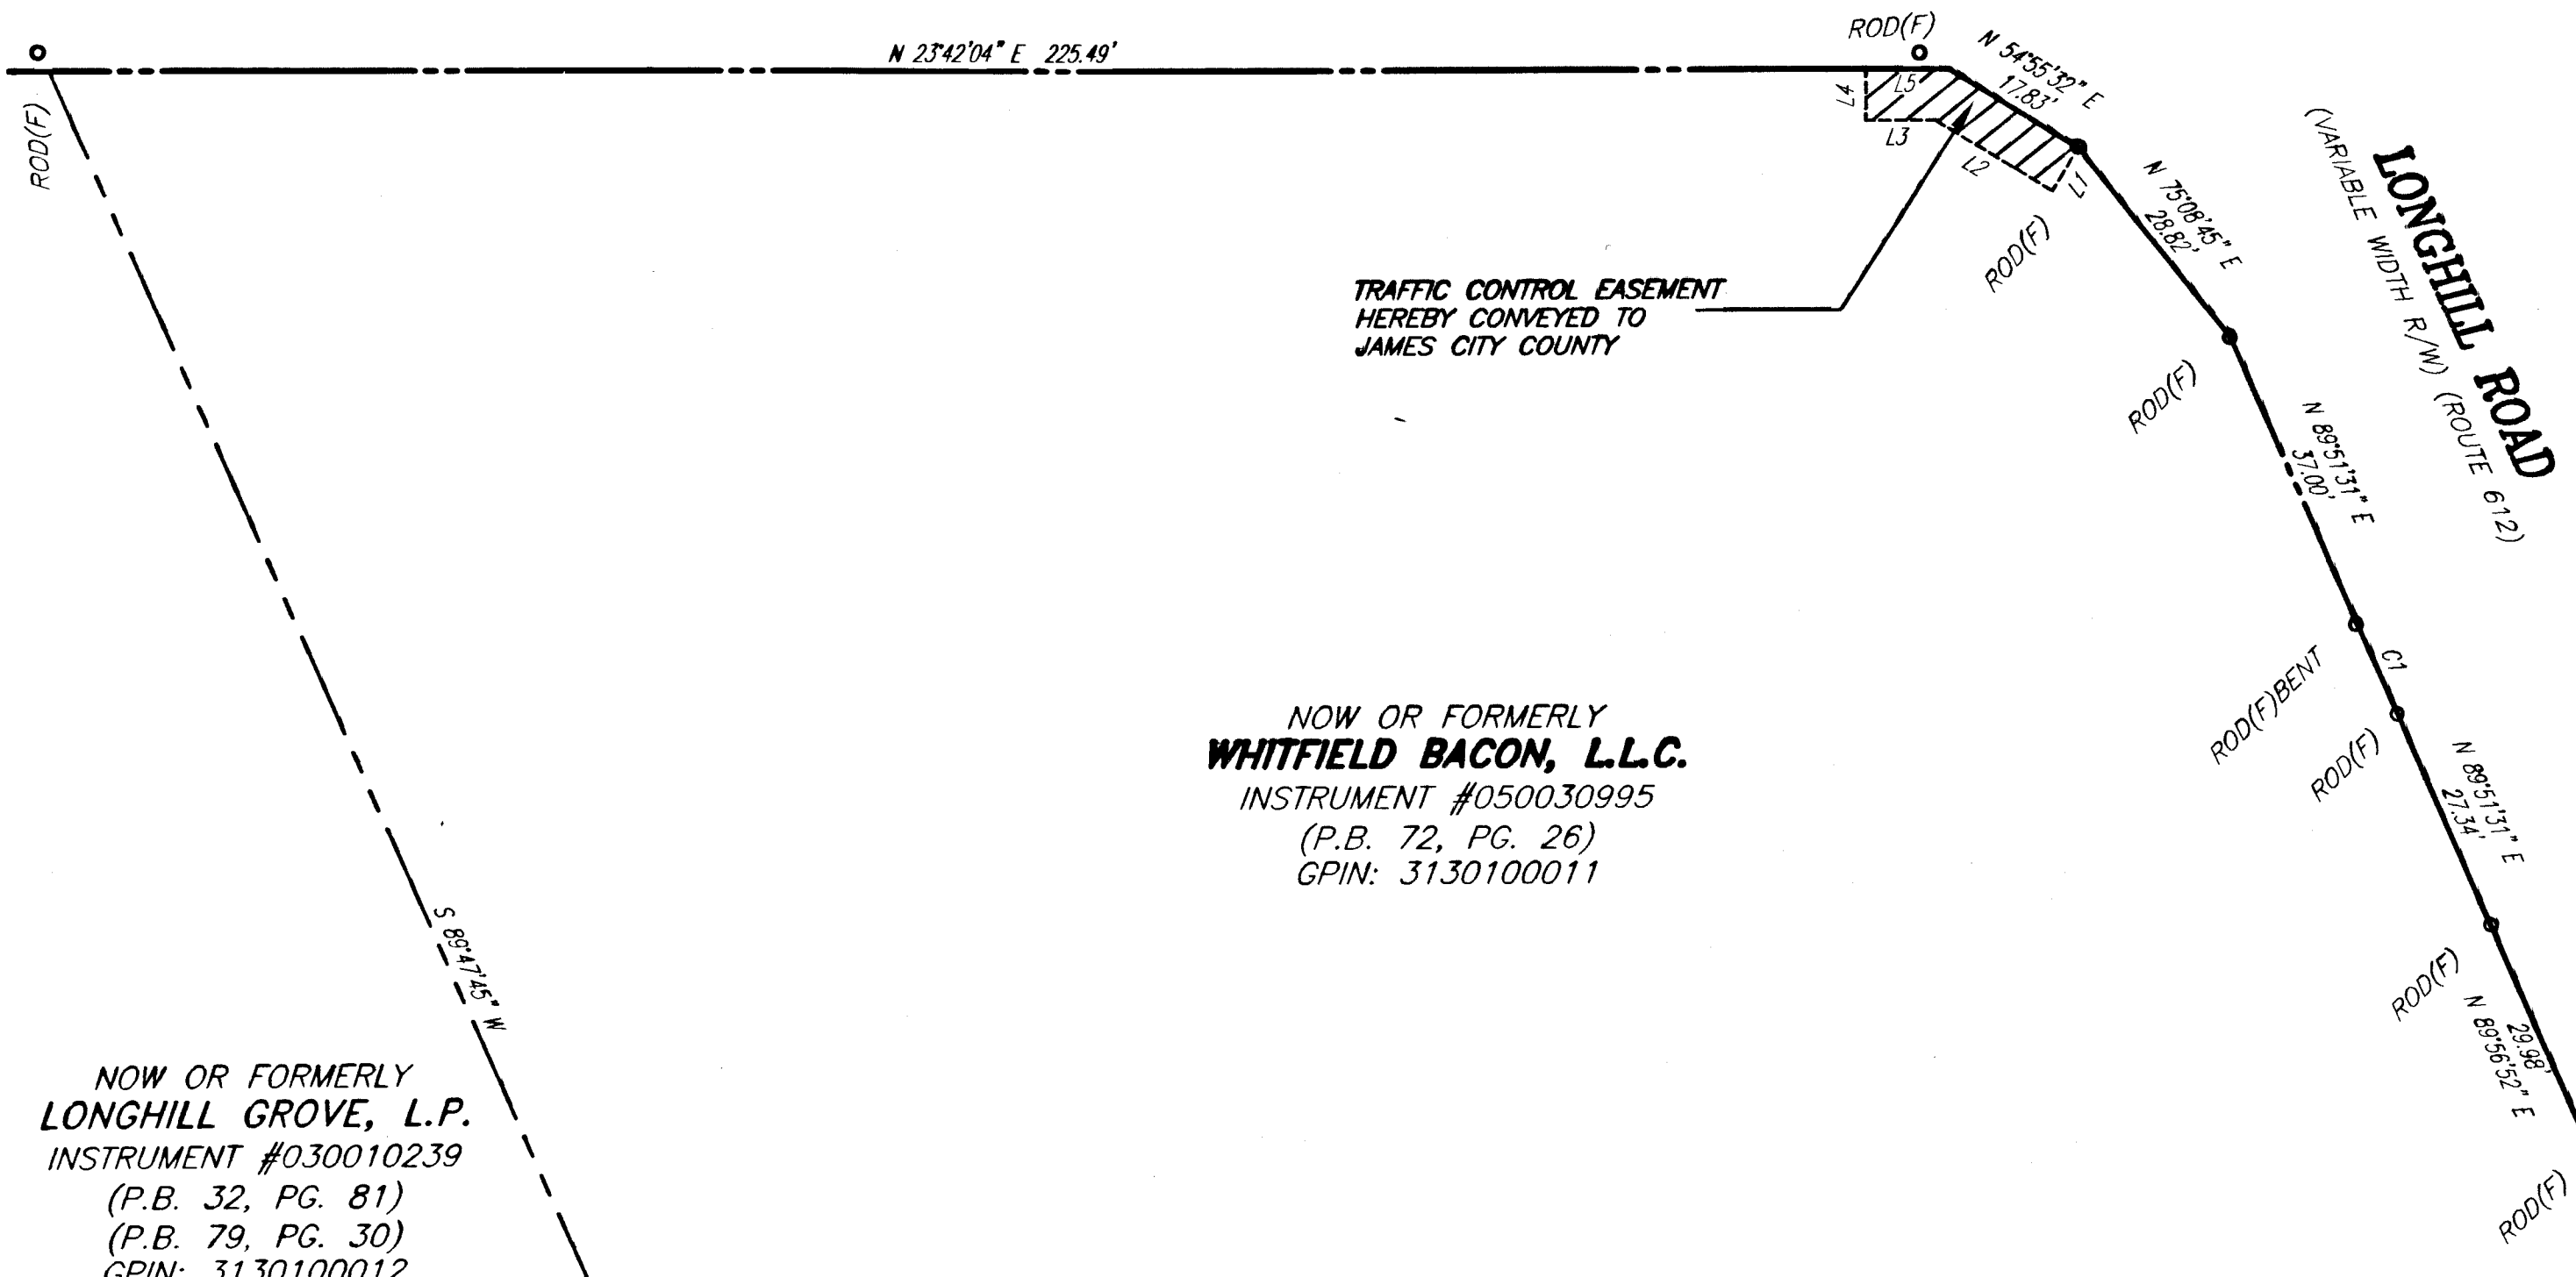 N 23°42'04" E 225.49'
ROD(F)
ROD(F)
N 54°55'32" E
17.83'
L5
L4
L3
L2
L1
N 75°08'45" E
28.82'
ROD(F)
LONGHILL ROAD
(VARIABLE WIDTH R/W) (ROUTE 612)
TRAFFIC CONTROL EASEMENT
HEREBY CONVEYED TO
JAMES CITY COUNTY
ROD(F)
N 89°51'31" E
37.00'
C1
ROD(F)BENT
ROD(F)
NOW OR FORMERLY
WHITFIELD BACON, L.L.C.
INSTRUMENT #050030995
(P.B. 72, PG. 26)
GPIN: 3130100011
N 89°51'31" E
27.34'
S 89°47'45" W
ROD(F)
29.98'
N 89°56'52" E
NOW OR FORMERLY
LONGHILL GROVE, L.P.
INSTRUMENT #030010239
(P.B. 32, PG. 81)
(P.B. 79, PG. 30)
GPIN: 3130100012
ROD(F)